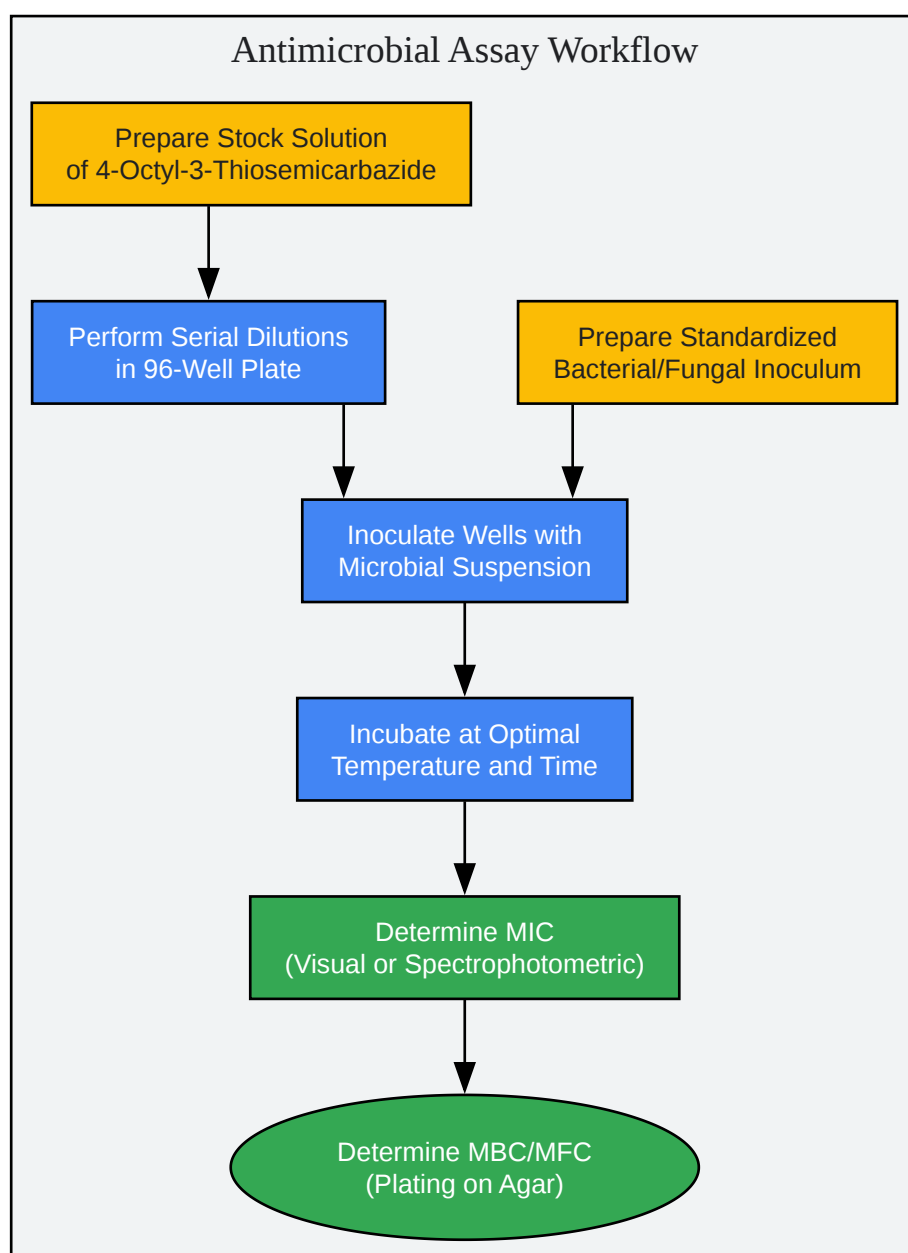 Antimicrobial Assay Workflow
Prepare Stock Solution
of 4-Octyl-3-Thiosemicarbazide
Perform Serial Dilutions
in 96-Well Plate
Prepare Standardized
Bacterial/Fungal Inoculum
Inoculate Wells with
Microbial Suspension
Incubate at Optimal
Temperature and Time
Determine MIC
(Visual or Spectrophotometric)
Determine MBC/MFC
(Plating on Agar)